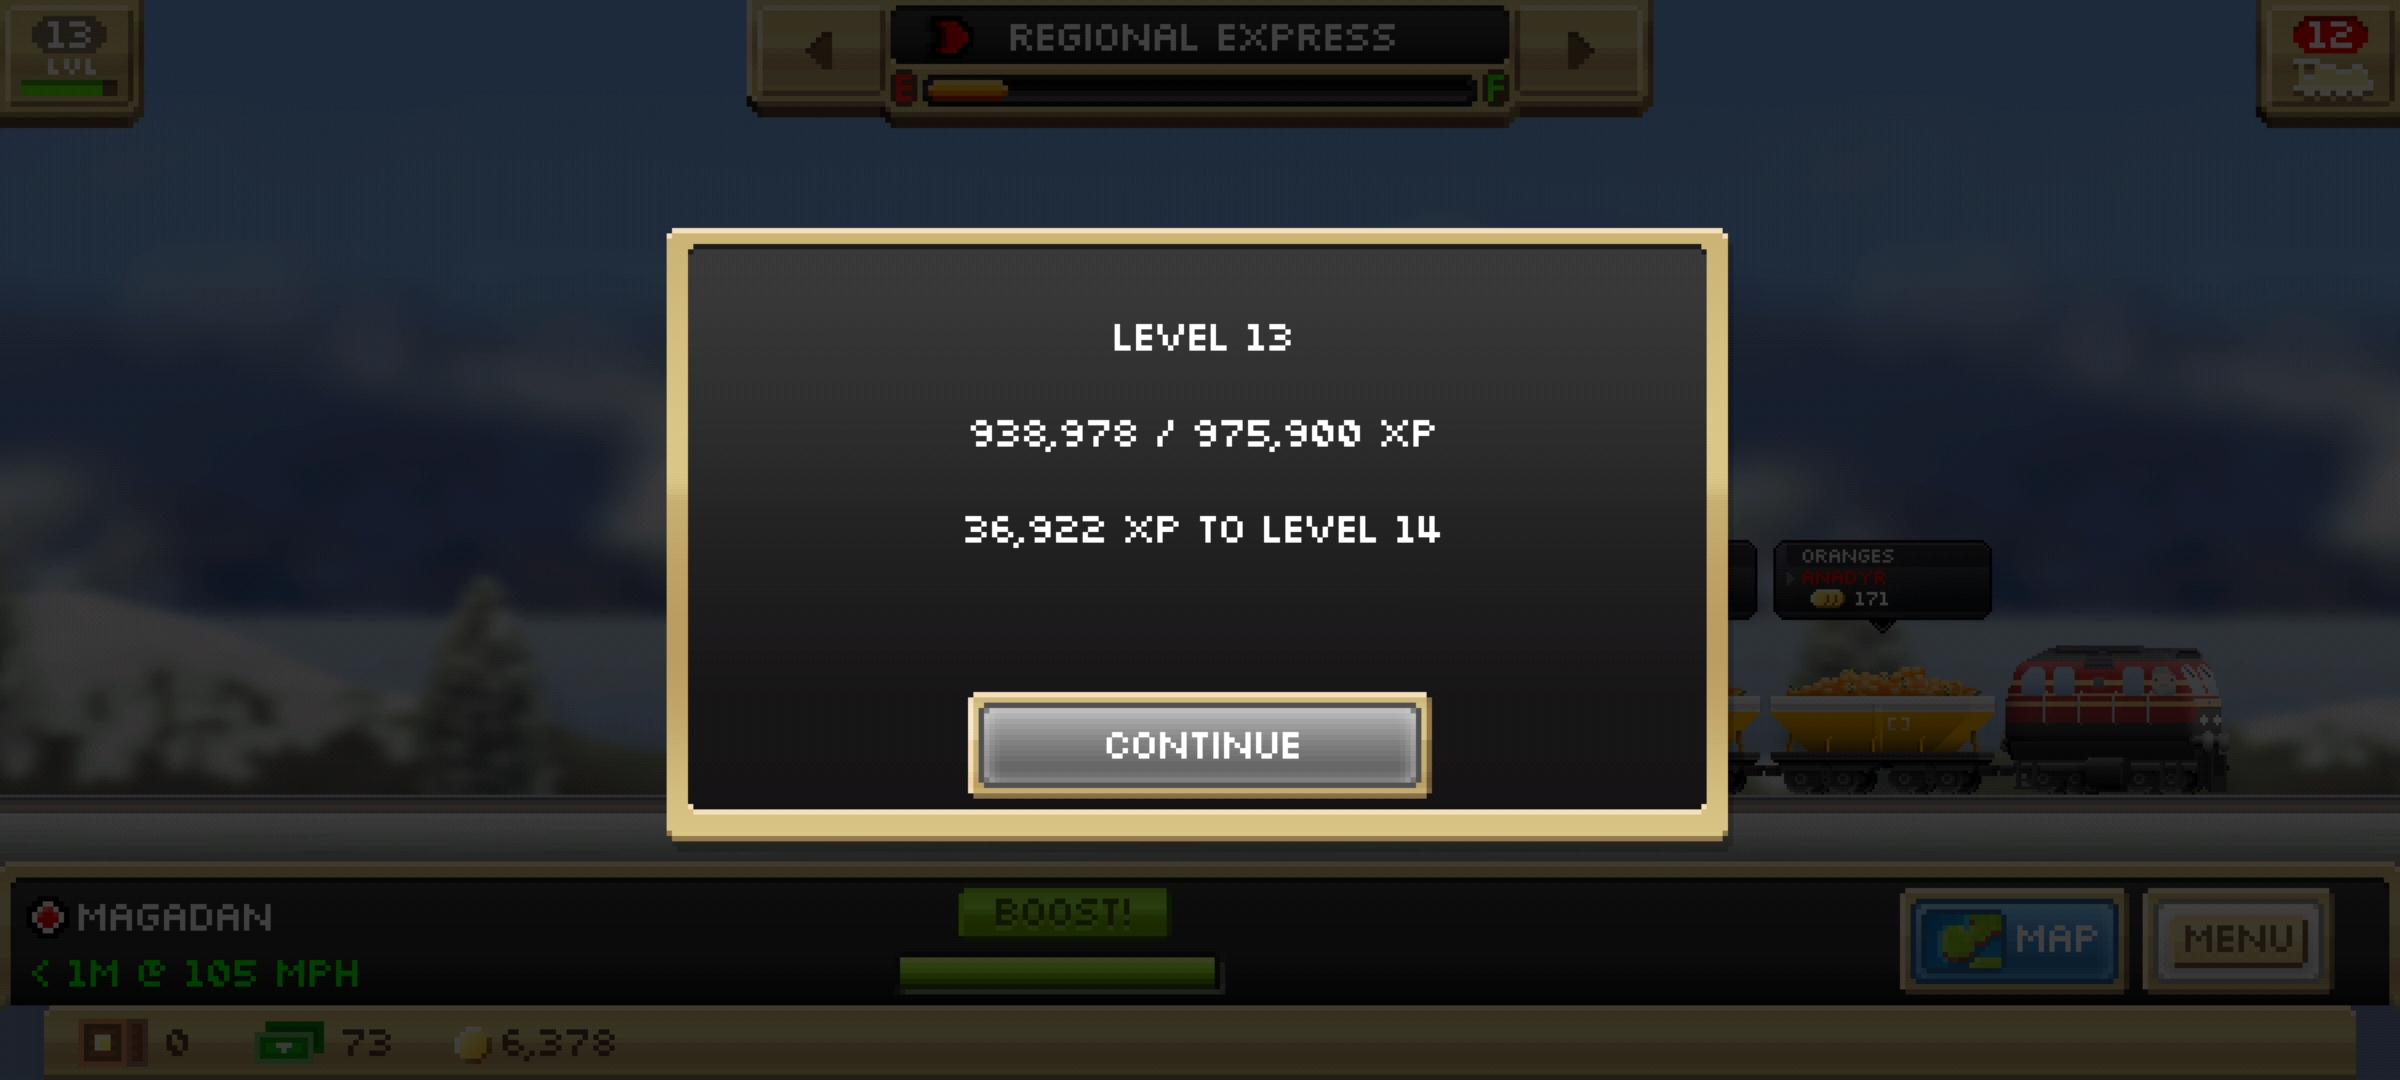 13
LVL
REGIONAL EXPRESS
E
F
12
LEVEL 13
938,978 / 975,900 XP
36,922 XP TO LEVEL 14
CONTINUE
ORANGES
ANADYR
171
MAGADAN
< 1M @ 105 MPH
BOOST!
MAP
MENU
0
73
6,378